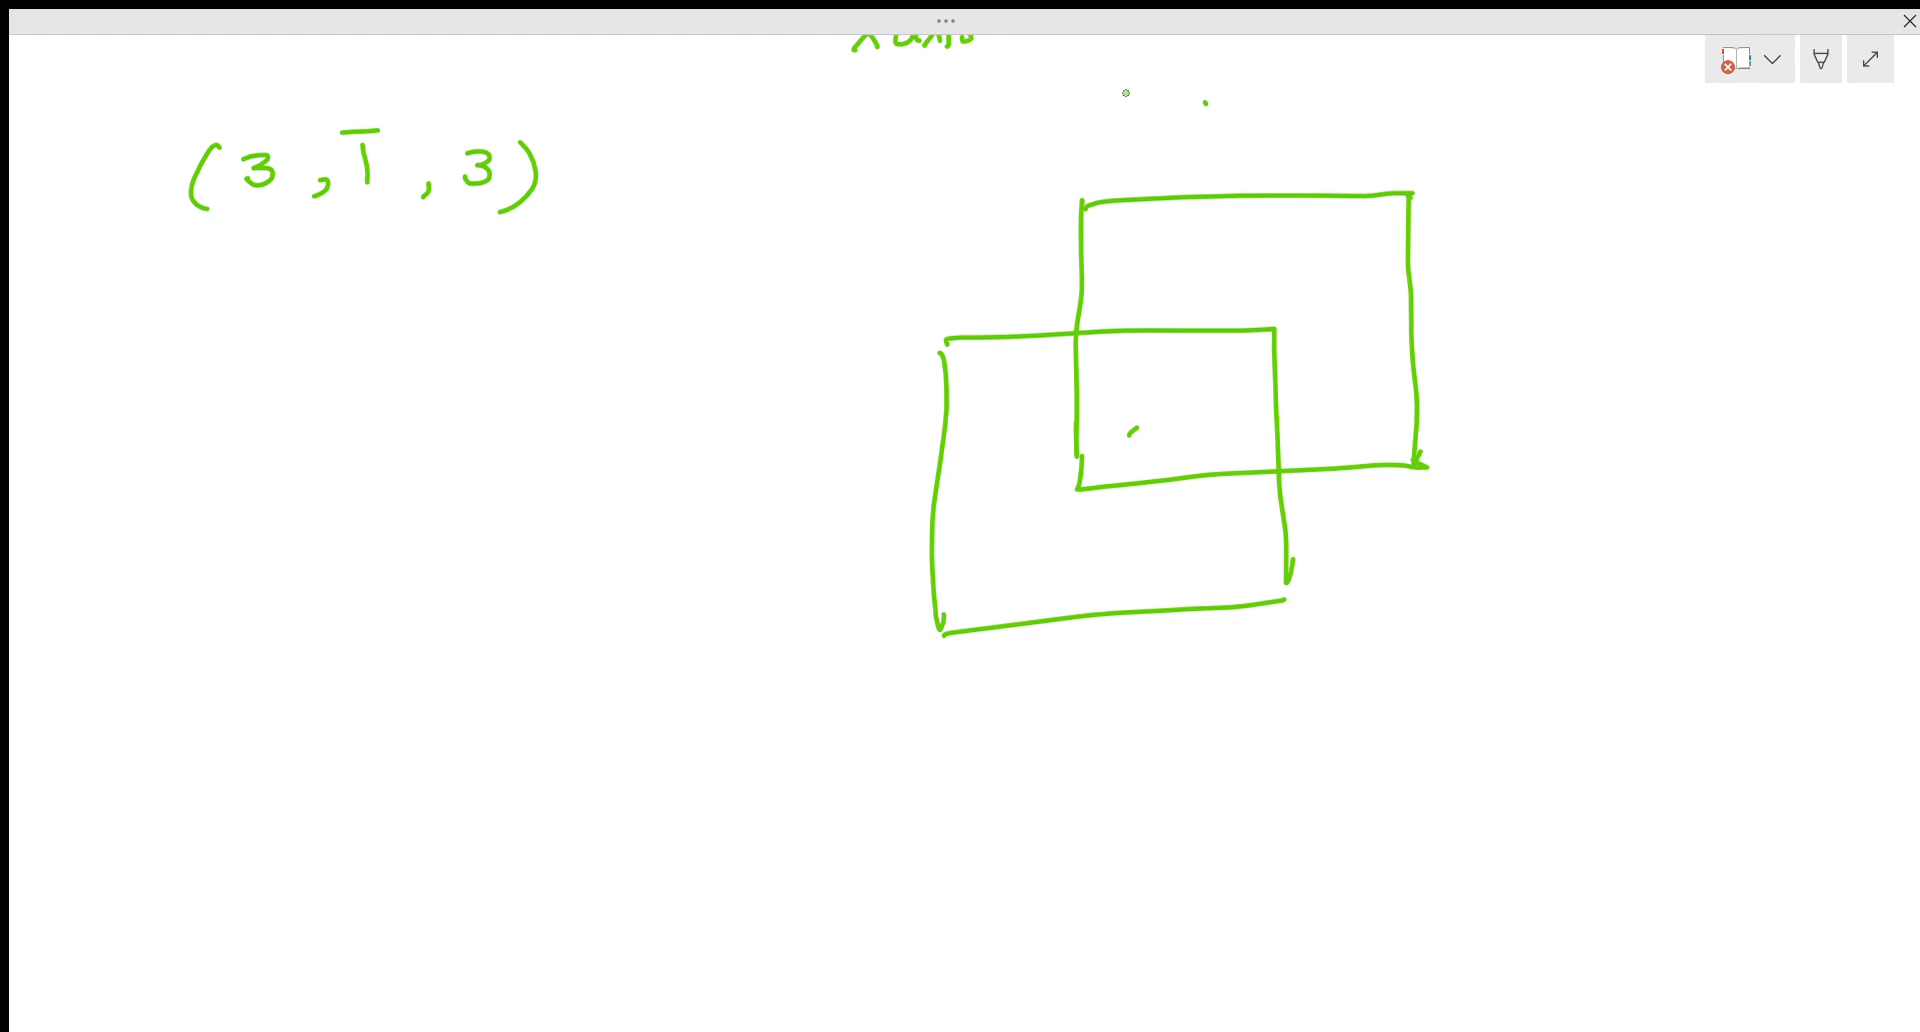 (3, 1̅, 3)